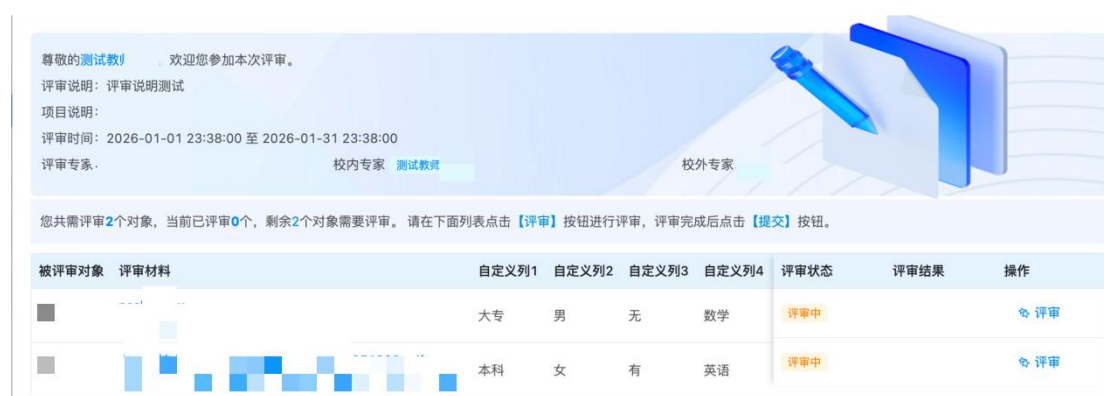 尊敬的测试教 欢迎您参加本次评审。
评审说明：评审说明测试
项目说明：
评审时间：2026-01-01 23:38:00 至 2026-01-31 23:38:00
评审专家 校内专家 测试教师 校外专家
您共需评审2个对象，当前已评审0个，剩余2个对象需要评审。 请在下面列表点击【评审】按钮进行评审，评审完成后点击【提交】按钮。
被评审对象 评审材料 自定义列1 自定义列2 自定义列3 自定义列4 评审状态 评审结果 操作
大专 男 无 数学 评审中 评审
本科 女 有 英语 评审中 评审